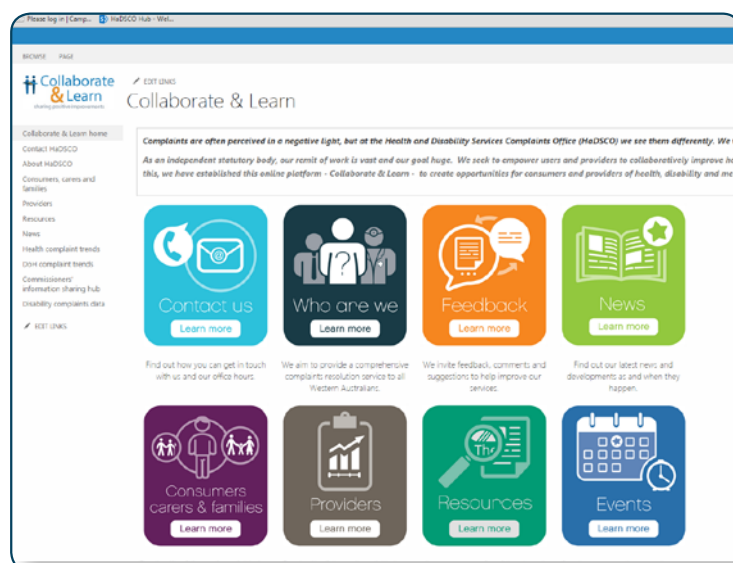 Please log in | Camp...
HaDSCO Hub - Wel...
BROWSE PAGE
Collaborate
& Learn
EDIT LINKS
Collaborate & Learn
Collaborate & Learn home
Contact HaDSCO
About HaDSCO
Consumers, carers and
families
Providers
Resources
News
Health complaint trends
DoH complaint trends
Commissioners'
information sharing hub
Disability complaints data
EDIT LINKS
Complaints are often perceived in a negative light, but at the Health and Disability Services Complaints Office (HaDSCO) we see them differently. We
As an independent statutory body, our remit of work is vast and our goal huge. We seek to empower users and providers to collaboratively improve
this, we have established this online platform - Collaborate & Learn - to create opportunities for consumers and providers of health, disability and
Contact us
Learn more
Who are we
Learn more
Feedback
Learn more
News
Learn more
Find out how you can get in touch
with us and our office hours.
We aim to provide a comprehensive
complaints resolution service to all
Western Australians.
We invite feedback, comments and
suggestions to help improve our
services.
Find out our latest news and
developments as and when they
happen.
Consumers
carers & families
Learn more
Providers
Learn more
The
Resources
Learn more
Events
Learn more